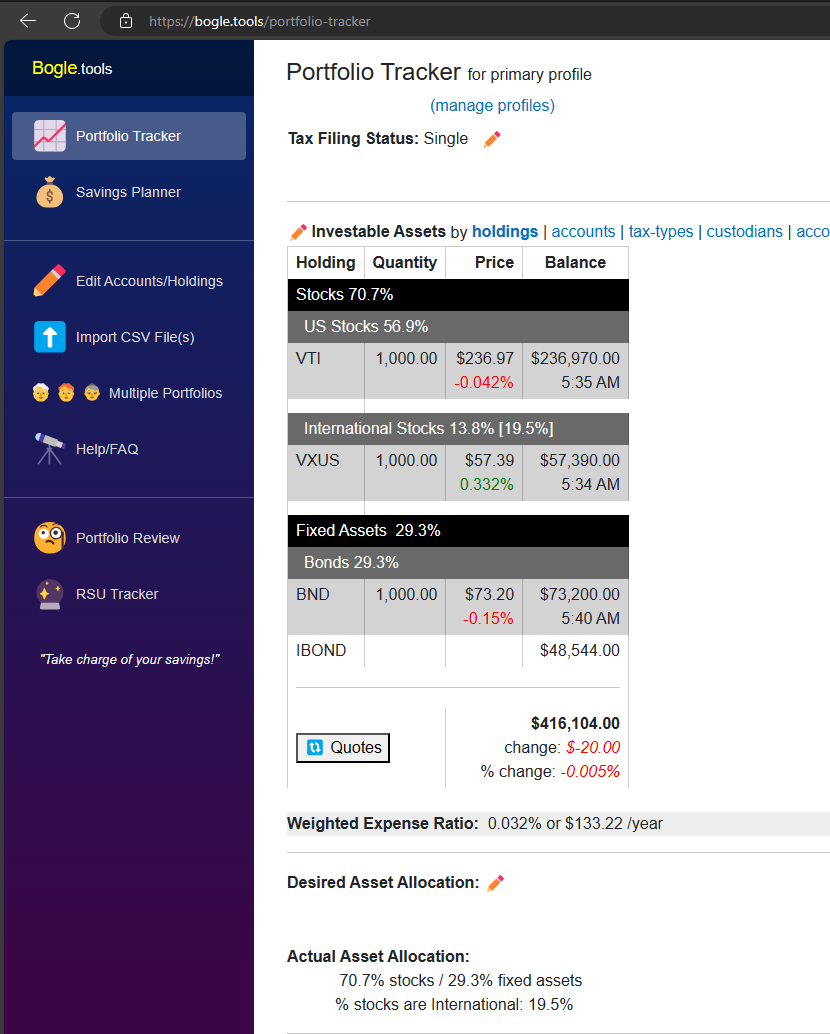 https://bogle.tools/portfolio-tracker
Bogle.tools
Portfolio Tracker
Savings Planner
Edit Accounts/Holdings
Import CSV File(s)
Multiple Portfolios
Help/FAQ
Portfolio Review
RSU Tracker
"Take charge of your savings!"
Portfolio Tracker for primary profile
(manage profiles)
Tax Filing Status: Single
Investable Assets by holdings | accounts | tax-types | custodians | acco
Holding Quantity Price Balance
Stocks 70.7%
US Stocks 56.9%
VTI 1,000.00 $236.97 $236,970.00
-0.042% 5:35 AM
International Stocks 13.8% [19.5%]
VXUS 1,000.00 $57.39 $57,390.00
0.332% 5:34 AM
Fixed Assets 29.3%
Bonds 29.3%
BND 1,000.00 $73.20 $73,200.00
-0.15% 5:40 AM
IBOND $48,544.00
$416,104.00
Quotes change: $-20.00
% change: -0.005%
Weighted Expense Ratio: 0.032% or $133.22 /year
Desired Asset Allocation:
Actual Asset Allocation:
70.7% stocks / 29.3% fixed assets
% stocks are International: 19.5%